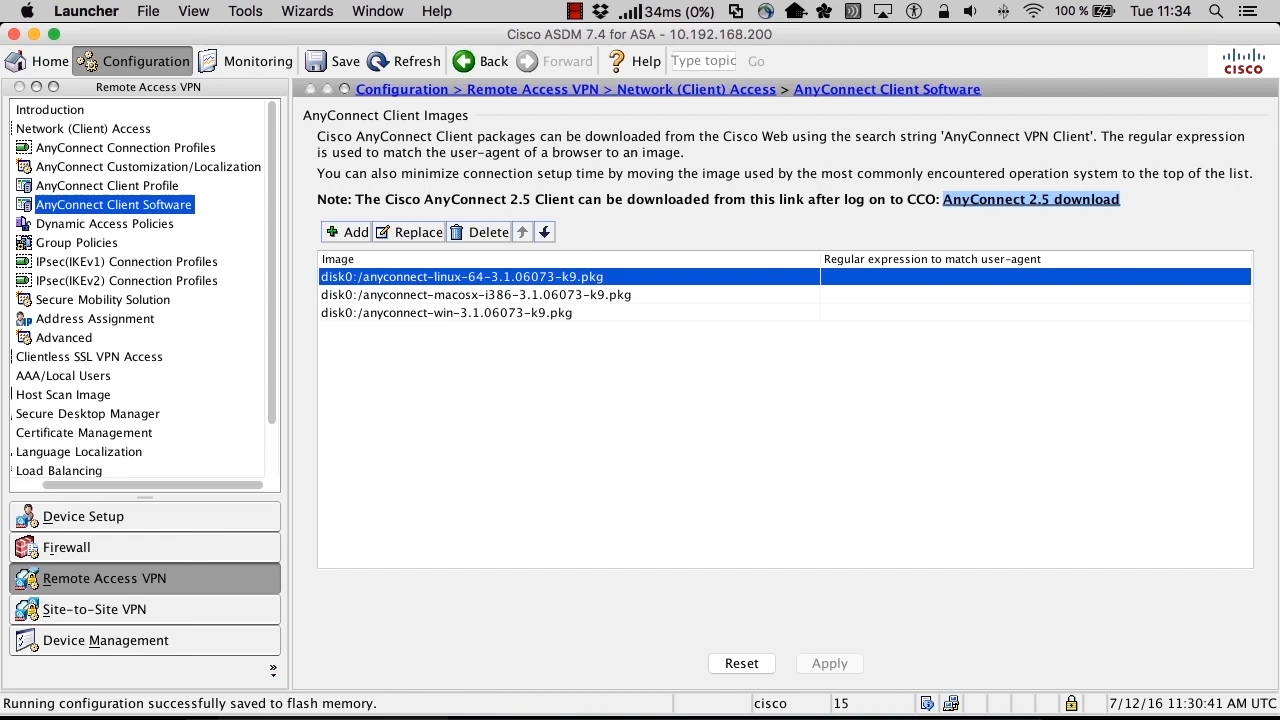 Launcher File View Tools Wizards Window Help 34ms (0%) 100 % Tue 11:34
Cisco ASDM 7.4 for ASA - 10.192.168.200
Home Configuration Monitoring Save Refresh Back Forward Help Type topic Go
CISCO
Remote Access VPN
Configuration > Remote Access VPN > Network (Client) Access > AnyConnect Client Software
Introduction
Network (Client) Access
AnyConnect Connection Profiles
AnyConnect Customization/Localization
AnyConnect Client Profile
AnyConnect Client Software
Dynamic Access Policies
Group Policies
IPsec(IKEv1) Connection Profiles
IPsec(IKEv2) Connection Profiles
Secure Mobility Solution
Address Assignment
Advanced
Clientless SSL VPN Access
AAA/Local Users
Host Scan Image
Secure Desktop Manager
Certificate Management
Language Localization
Load Balancing
Device Setup
Firewall
Remote Access VPN
Site-to-Site VPN
Device Management
AnyConnect Client Images
Cisco AnyConnect Client packages can be downloaded from the Cisco Web using the search string 'AnyConnect VPN Client'. The regular expression
is used to match the user-agent of a browser to an image.
You can also minimize connection setup time by moving the image used by the most commonly encountered operation system to the top of the list.
Note: The Cisco AnyConnect 2.5 Client can be downloaded from this link after log on to CCO: AnyConnect 2.5 download
Add Replace Delete
Image Regular expression to match user-agent
disk0:/anyconnect-linux-64-3.1.06073-k9.pkg
disk0:/anyconnect-macosx-i386-3.1.06073-k9.pkg
disk0:/anyconnect-win-3.1.06073-k9.pkg
Reset Apply
Running configuration successfully saved to flash memory. cisco 15 7/12/16 11:30:41 AM UTC